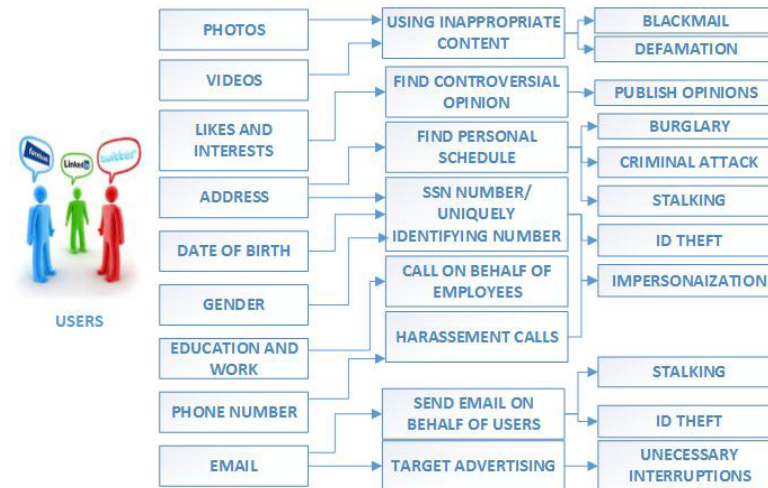 facebook
LinkedIn
twitter
USERS
PHOTOS
VIDEOS
LIKES AND
INTERESTS
ADDRESS
DATE OF BIRTH
GENDER
EDUCATION AND
WORK
PHONE NUMBER
EMAIL
USING INAPPROPRIATE
CONTENT
FIND CONTROVERSIAL
OPINION
FIND PERSONAL
SCHEDULE
SSN NUMBER/
UNIQUELY
IDENTIFYING NUMBER
CALL ON BEHALF OF
EMPLOYEES
HARASSEMENT CALLS
SEND EMAIL ON
BEHALF OF USERS
TARGET ADVERTISING
BLACKMAIL
DEFAMATION
PUBLISH OPINIONS
BURGLARY
CRIMINAL ATTACK
STALKING
ID THEFT
IMPERSONAIZATION
STALKING
ID THEFT
UNECESSARY
INTERRUPTIONS